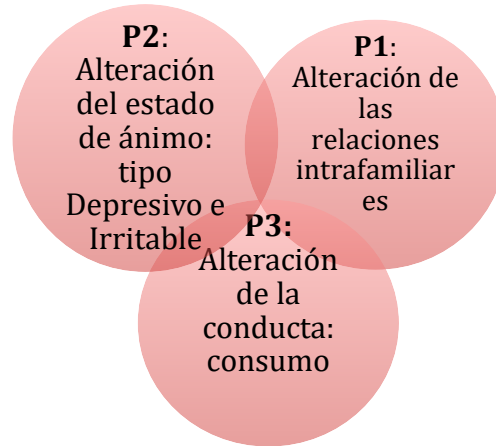 P2:
Alteración
del estado
de ánimo:
tipo
Depresivo e
Irritable
P1:
Alteración de
las
relaciones
intrafamiliar
es
P3:
Alteración
de la
conducta:
consumo